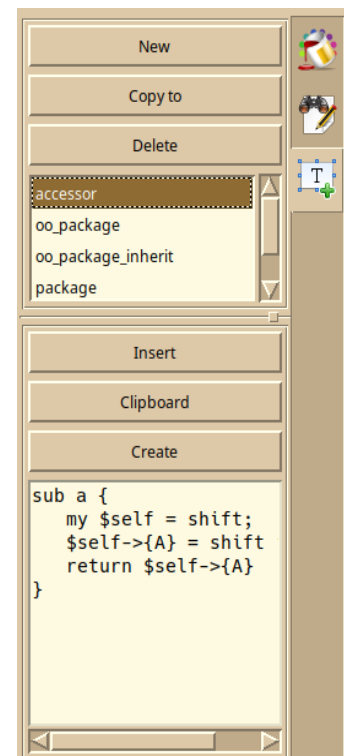 New
Copy to
Delete
accessor
oo_package
oo_package_inherit
package
T
Insert
Clipboard
Create
sub a {
   my $self = shift;
   $self->{A} = shift
   return $self->{A}
}